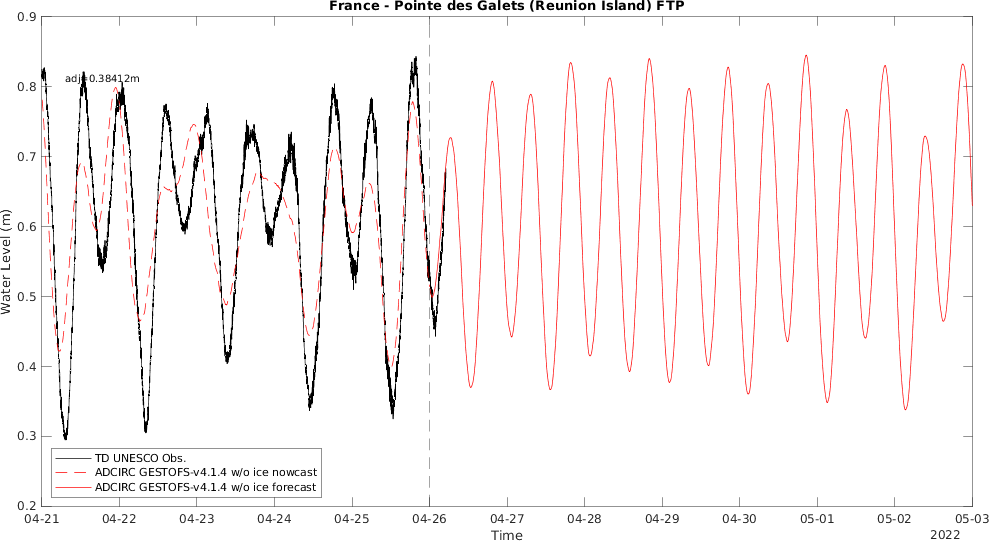 France - Pointe des Galets (Reunion Island) FTP
0.9
0.8
0.7
0.6
0.5
0.4
0.3
0.2
Water Level (m)
adj=0.38412m
TD UNESCO Obs.
ADCIRC GESTOFS-v4.1.4 w/o ice nowcast
ADCIRC GESTOFS-v4.1.4 w/o ice forecast
04-21 04-22 04-23 04-24 04-25 04-26 04-27 04-28 04-29 04-30 05-01 05-02 05-03
Time
2022